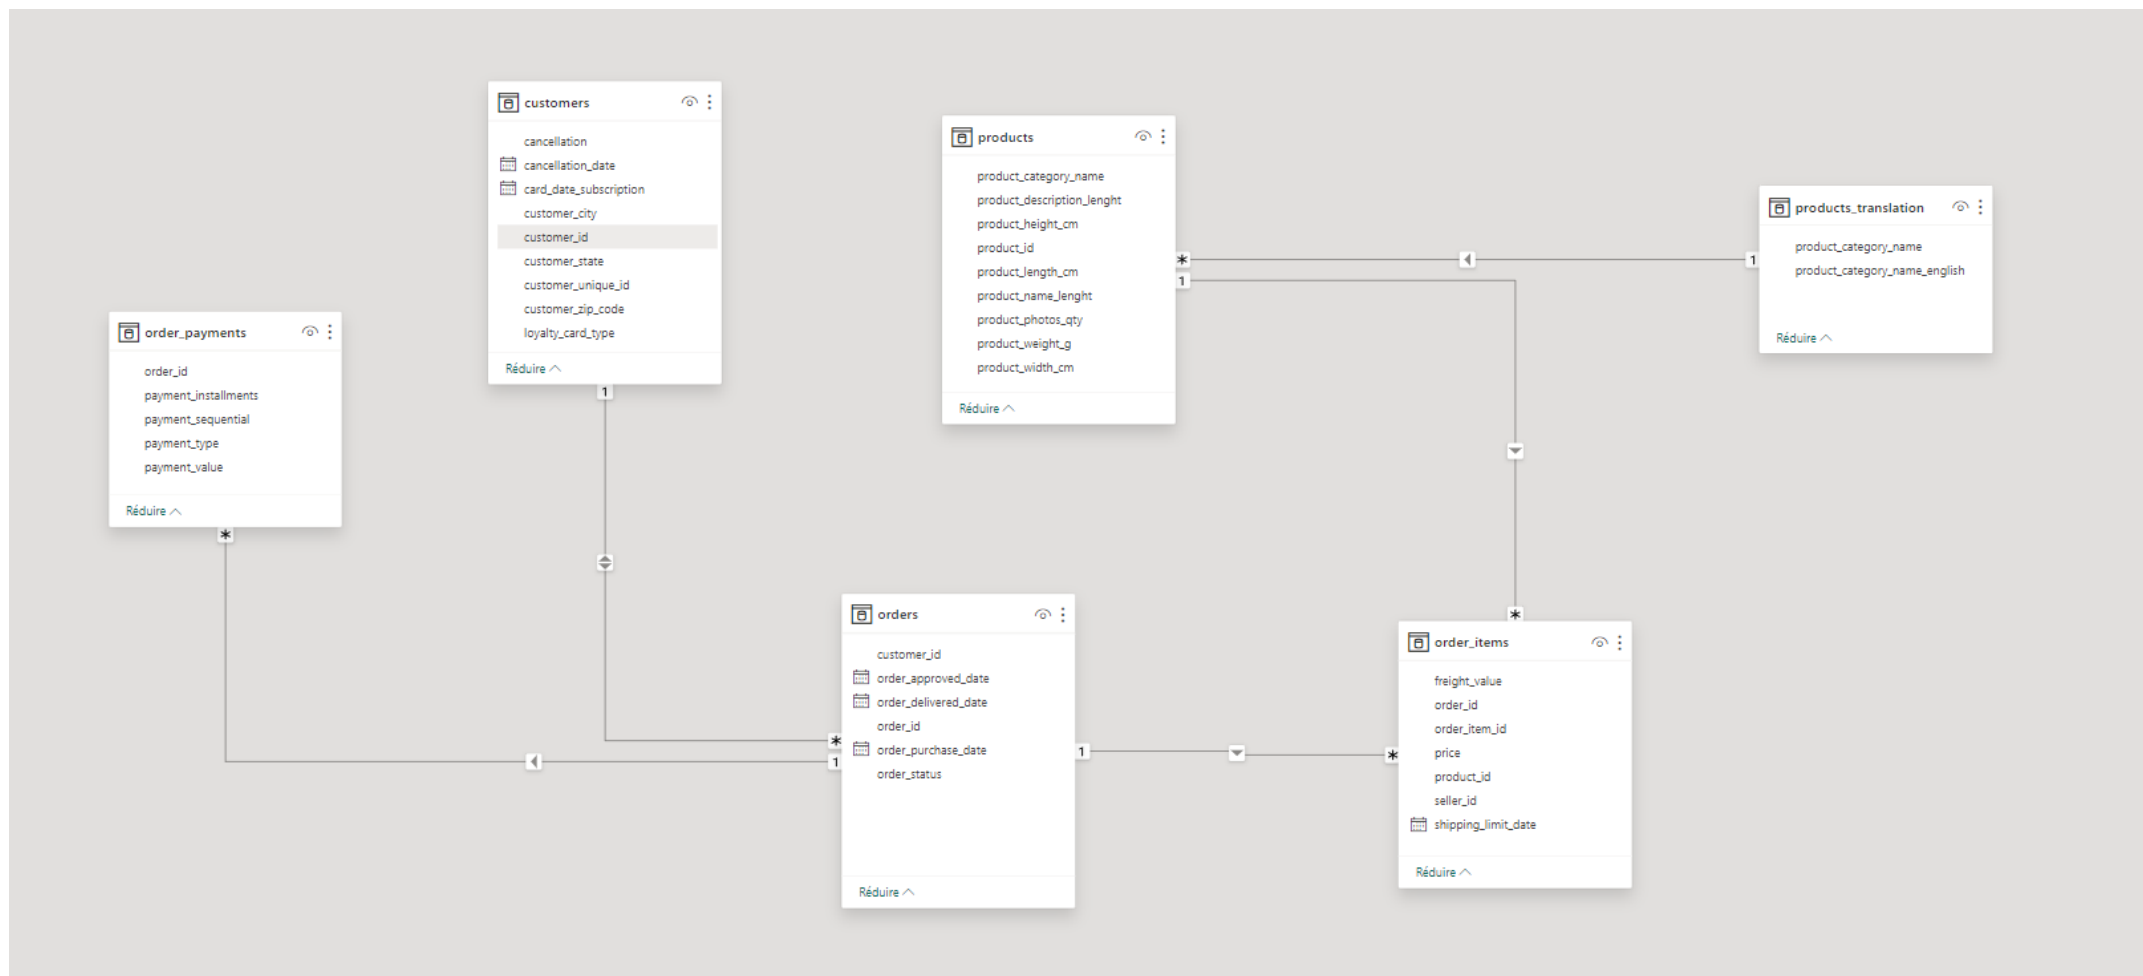 customers
cancellation
cancellation_date
card_date_subscription
customer_city
customer_id
customer_state
customer_unique_id
customer_zip_code
loyalty_card_type
Réduire
1
products
product_category_name
product_description_lenght
product_height_cm
product_id
product_length_cm
product_name_lenght
product_photos_qty
product_weight_g
product_width_cm
Réduire
*
1
1
products_translation
product_category_name
product_category_name_english
Réduire
order_payments
order_id
payment_installments
payment_sequential
payment_type
payment_value
Réduire
*
orders
customer_id
order_approved_date
order_delivered_date
order_id
order_purchase_date
order_status
Réduire
*
1
1
*
*
order_items
freight_value
order_id
order_item_id
price
product_id
seller_id
shipping_limit_date
Réduire